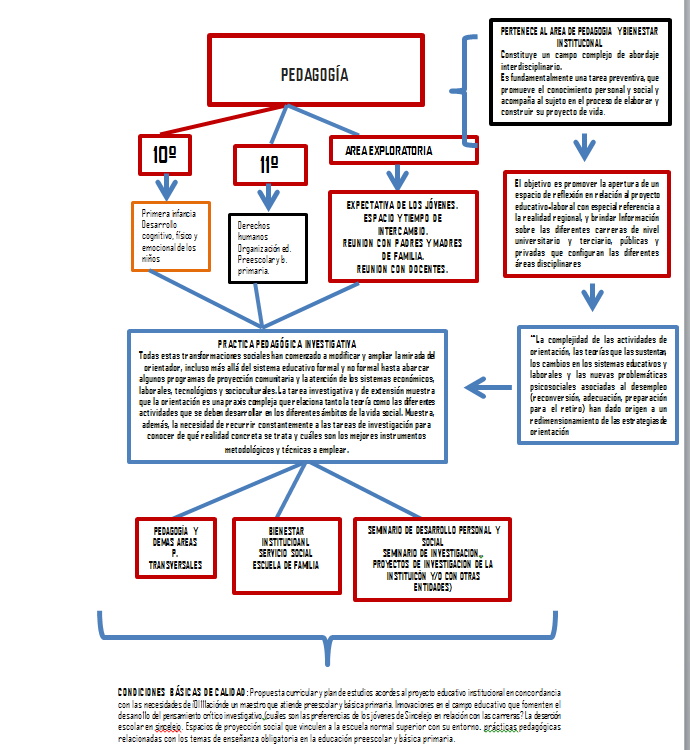 PEDAGOGÍA
PERTENECE AL AREA DE PEDAGOGIA Y BIENESTAR
INSTITUCONAL
Constituye un campo complejo de abordaje
interdisciplinario.
Es fundamentalmente una tarea preventiva, que
promueve el conocimiento personal y social y
acompaña al sujeto en el proceso de elaborar y
construir su proyecto de vida.
10º
11º
AREA EXPLORATORIA
Primera infancia
Desarrollo
cognitivo, físico y
emocional de los
niños
Derechos
humanos
Organización ed.
Preescolar y b.
primaria.
EXPECTATIVA DE LOS JÓVENES.
ESPACIO Y TIEMPO DE
INTERCAMBIO.
REUNION CON PADRES Y MADRES
DE FAMILIA.
REUNION CON DOCENTES.
El objetivo es promover la apertura de un
espacio de reflexión en relación al proyecto
educativo-laboral con especial referencia a
la realidad regional, y brindar Información
sobre las diferentes carreras de nivel
universitario y terciario, públicas y
privadas que configuran las diferentes
áreas disciplinares
"La complejidad de las actividades de
orientación, las teorías que las sustentan,
los cambios en los sistemas educativos y
laborales y las nuevas problemáticas
psicosociales asociadas al desempleo
(reconversión, adecuación, preparación
para el retiro) han dado origen a un
redimensionamiento de las estrategias de
orientación
PRACTICA PEDAGÓGICA INVESTIGATIVA
Todas estas transformaciones sociales han comenzado a modificar y ampliar la mirada del
orientador, incluso más allá del sistema educativo formal y no formal hasta abarcar
algunos programas de proyección comunitaria y la atención de los sistemas económicos,
laborales, tecnológicos y socioculturales. La tarea investigativa y de extensión muestra
que la orientación es una praxis compleja que relaciona tanto la teoría como las diferentes
actividades que se deben desarrollar en los diferentes ámbitos de la vida social. Muestra,
además, la necesidad de recurrir constantemente a las tareas de investigación para
conocer de qué realidad concreta se trata y cuáles son los mejores instrumentos
metodológicos y técnicas a emplear.
PEDAGOGÍA Y
DEMAS AREAS
P.
TRANSVERSALES
BIENESTAR
INSTITUCIOANL
SERVICIO SOCIAL
ESCUELA DE FAMILIA
SEMINARIO DE DESARROLLO PERSONAL Y
SOCIAL
SEMINARIO DE INVESTIGACION,,
PROYECTOS DE INVESTIGACION DE LA
INSTITUICÓN Y/O CON OTRAS
ENTIDADES)
CONDICIONES BÁSICAS DE CALIDAD: Propuesta curricular y plan de estudios acordes al proyecto educativo institucional en concordancia
con las necesidades de un maestro que atiende preescolar y básica primaria. Innovaciones en el campo educativo que fomenten el
desarrollo del pensamiento crítico investigativo,¿cuáles son las preferencias de los jóvenes de Sincelejo en relación con las carreras? La deserción
escolar en sincelejo. Espacios de proyección social que vinculen a la escuela normal superior con su entorno. prácticas pedagógicas
relacionadas con los temas de enseñanza obligatoria en la educación preescolar y básica primaria.